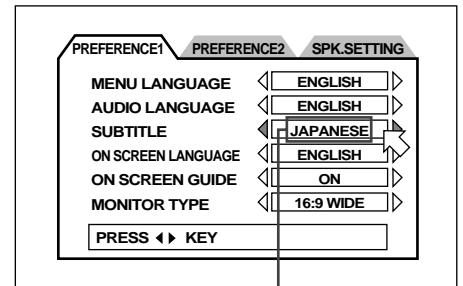 PREFERENCE1 PREFERENCE2 SPK.SETTING
MENU LANGUAGE ENGLISH
AUDIO LANGUAGE ENGLISH
SUBTITLE JAPANESE
ON SCREEN LANGUAGE ENGLISH
ON SCREEN GUIDE ON
MONITOR TYPE 16:9 WIDE
PRESS KEY